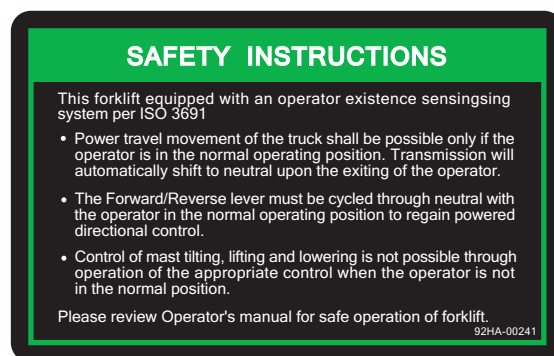 SAFETY INSTRUCTIONS
This forklift equipped with an operator existence sensingsing
system per ISO 3691
• Power travel movement of the truck shall be possible only if the
operator is in the normal operating position. Transmission will
automatically shift to neutral upon the exiting of the operator.
• The Forward/Reverse lever must be cycled through neutral with
the operator in the normal operating position to regain powered
directional control.
• Control of mast tilting, lifting and lowering is not possible through
operation of the appropriate control when the operator is not
in the normal position.
Please review Operator's manual for safe operation of forklift.
92HA-00241